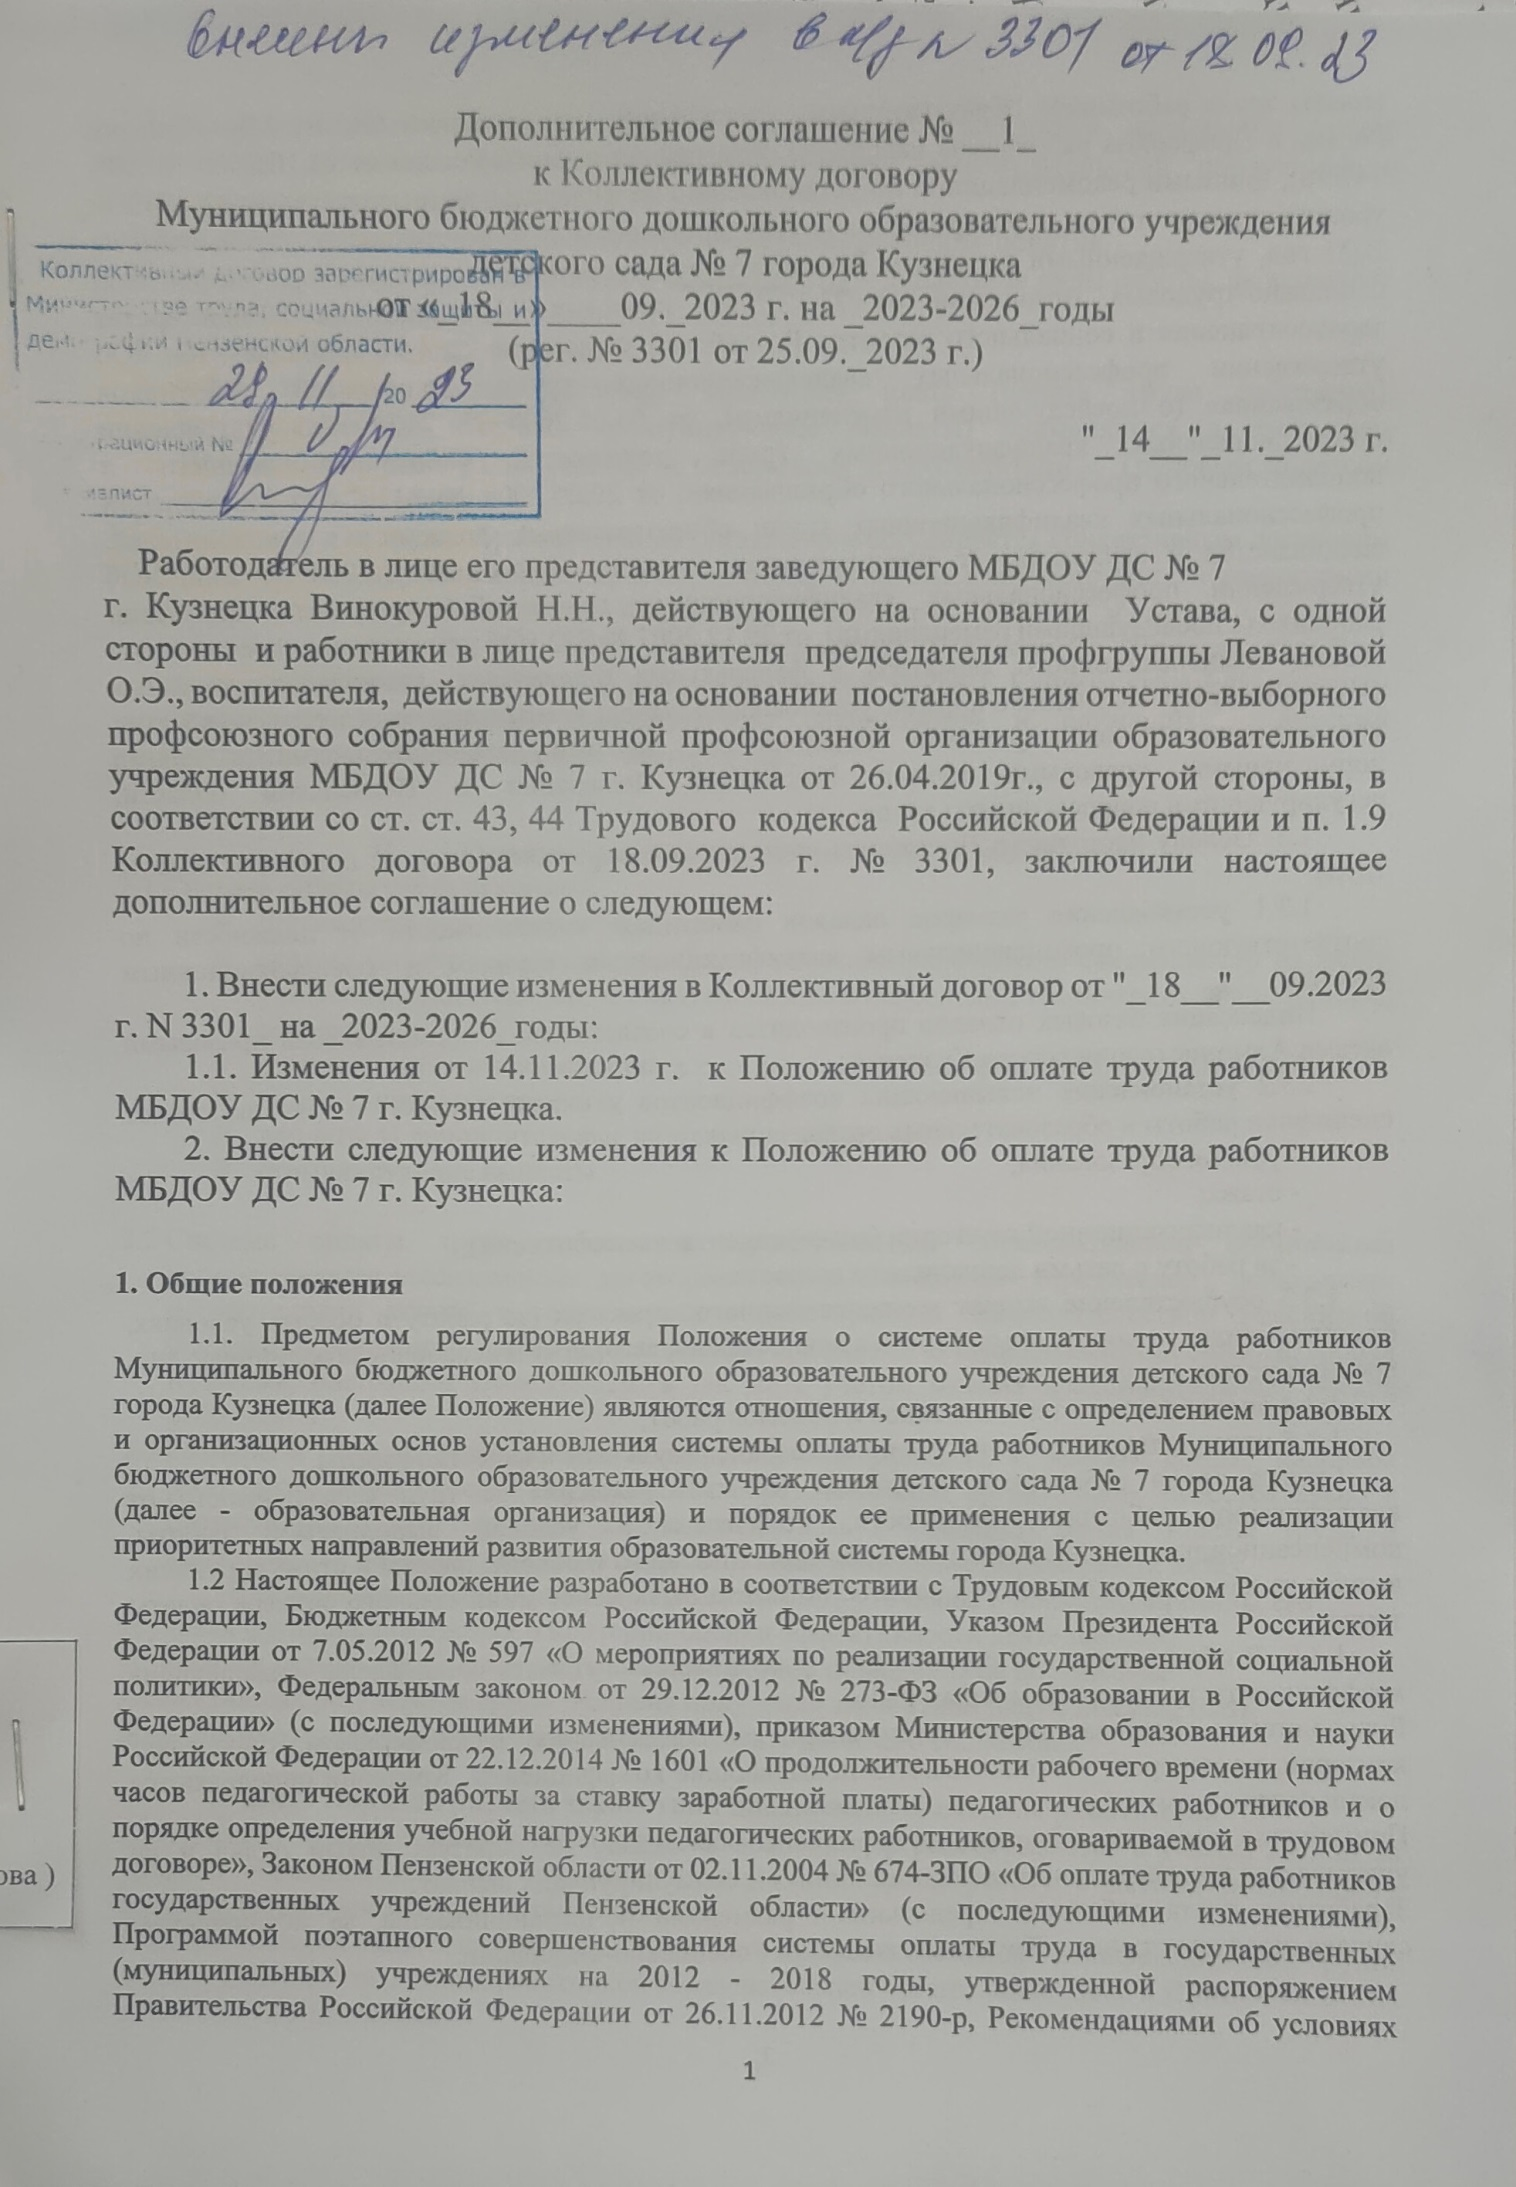 внесены изменения в к/д N 3301 от 18.09.23
Дополнительное соглашение № __1_
к Коллективному договору
Муниципального бюджетного дошкольного образовательного учреждения
детского сада № 7 города Кузнецка
от «_18__»____09._2023 г. на _2023-2026_годы
(рег. № 3301 от 25.09._2023 г.)
Коллективный договор зарегистрирован в
Министерстве труда, социальной защиты и
демографии Пензенской области.
11 20 23
ационный №
иалист
"_14__"_11._2023 г.
Работодатель в лице его представителя заведующего МБДОУ ДС № 7
г. Кузнецка Винокуровой Н.Н., действующего на основании Устава, с одной
стороны и работники в лице представителя председателя профгруппы Левановой
О.Э., воспитателя, действующего на основании постановления отчетно-выборного
профсоюзного собрания первичной профсоюзной организации образовательного
учреждения МБДОУ ДС № 7 г. Кузнецка от 26.04.2019г., с другой стороны, в
соответствии со ст. ст. 43, 44 Трудового кодекса Российской Федерации и п. 1.9
Коллективного договора от 18.09.2023 г. № 3301, заключили настоящее
дополнительное соглашение о следующем:
1. Внести следующие изменения в Коллективный договор от "_18__"__09.2023
г. N 3301_ на _2023-2026_годы:
1.1. Изменения от 14.11.2023 г. к Положению об оплате труда работников
МБДОУ ДС № 7 г. Кузнецка.
2. Внести следующие изменения к Положению об оплате труда работников
МБДОУ ДС № 7 г. Кузнецка:
1. Общие положения
1.1. Предметом регулирования Положения о системе оплаты труда работников
Муниципального бюджетного дошкольного образовательного учреждения детского сада № 7
города Кузнецка (далее Положение) являются отношения, связанные с определением правовых
и организационных основ установления системы оплаты труда работников Муниципального
бюджетного дошкольного образовательного учреждения детского сада № 7 города Кузнецка
(далее - образовательная организация) и порядок ее применения с целью реализации
приоритетных направлений развития образовательной системы города Кузнецка.
1.2 Настоящее Положение разработано в соответствии с Трудовым кодексом Российской
Федерации, Бюджетным кодексом Российской Федерации, Указом Президента Российской
Федерации от 7.05.2012 № 597 «О мероприятиях по реализации государственной социальной
политики», Федеральным законом от 29.12.2012 № 273-ФЗ «Об образовании в Российской
Федерации» (с последующими изменениями), приказом Министерства образования и науки
Российской Федерации от 22.12.2014 № 1601 «О продолжительности рабочего времени (нормах
часов педагогической работы за ставку заработной платы) педагогических работников и о
порядке определения учебной нагрузки педагогических работников, оговариваемой в трудовом
договоре», Законом Пензенской области от 02.11.2004 № 674-ЗПО «Об оплате труда работников
государственных учреждений Пензенской области» (с последующими изменениями),
Программой поэтапного совершенствования системы оплаты труда в государственных
(муниципальных) учреждениях на 2012 - 2018 годы, утвержденной распоряжением
Правительства Российской Федерации от 26.11.2012 № 2190-р, Рекомендациями об условиях
ова )
1